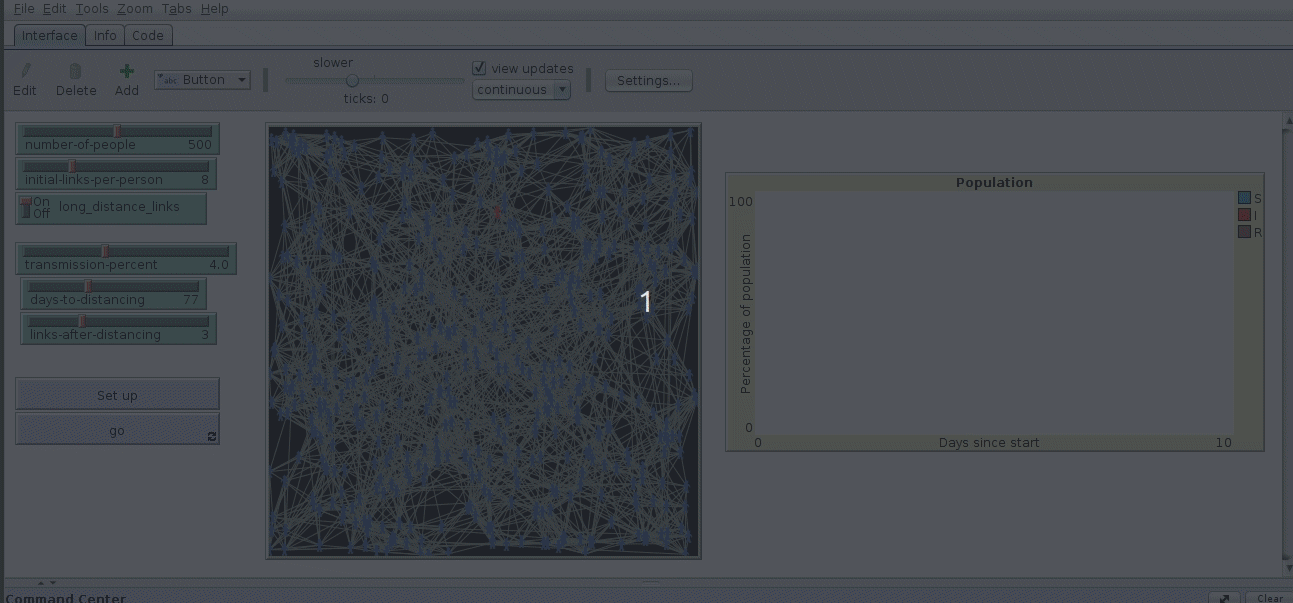 File Edit Tools Zoom Tabs Help
Interface Info Code
Edit Delete Add abc Button slower ticks: 0 view updates continuous Settings...
number-of-people 500
initial-links-per-person 8
On Off long_distance_links
transmission-percent 4.0
days-to-distancing 77
links-after-distancing 3
Set up
go
1
Population
100
Percentage of population
0
0 Days since start 10
S
I
R
Command Center Clear